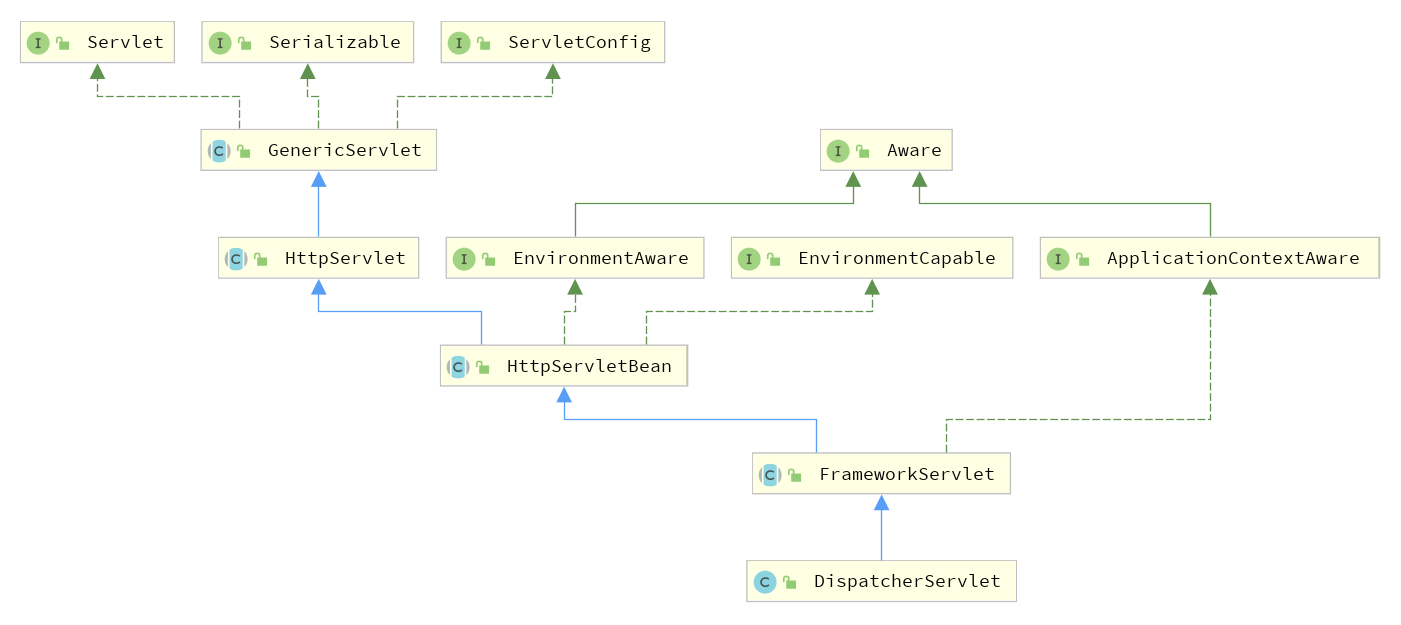 I Servlet
I Serializable
I ServletConfig
C GenericServlet
I Aware
C HttpServlet
I EnvironmentAware
I EnvironmentCapable
I ApplicationContextAware
C HttpServletBean
C FrameworkServlet
C DispatcherServlet